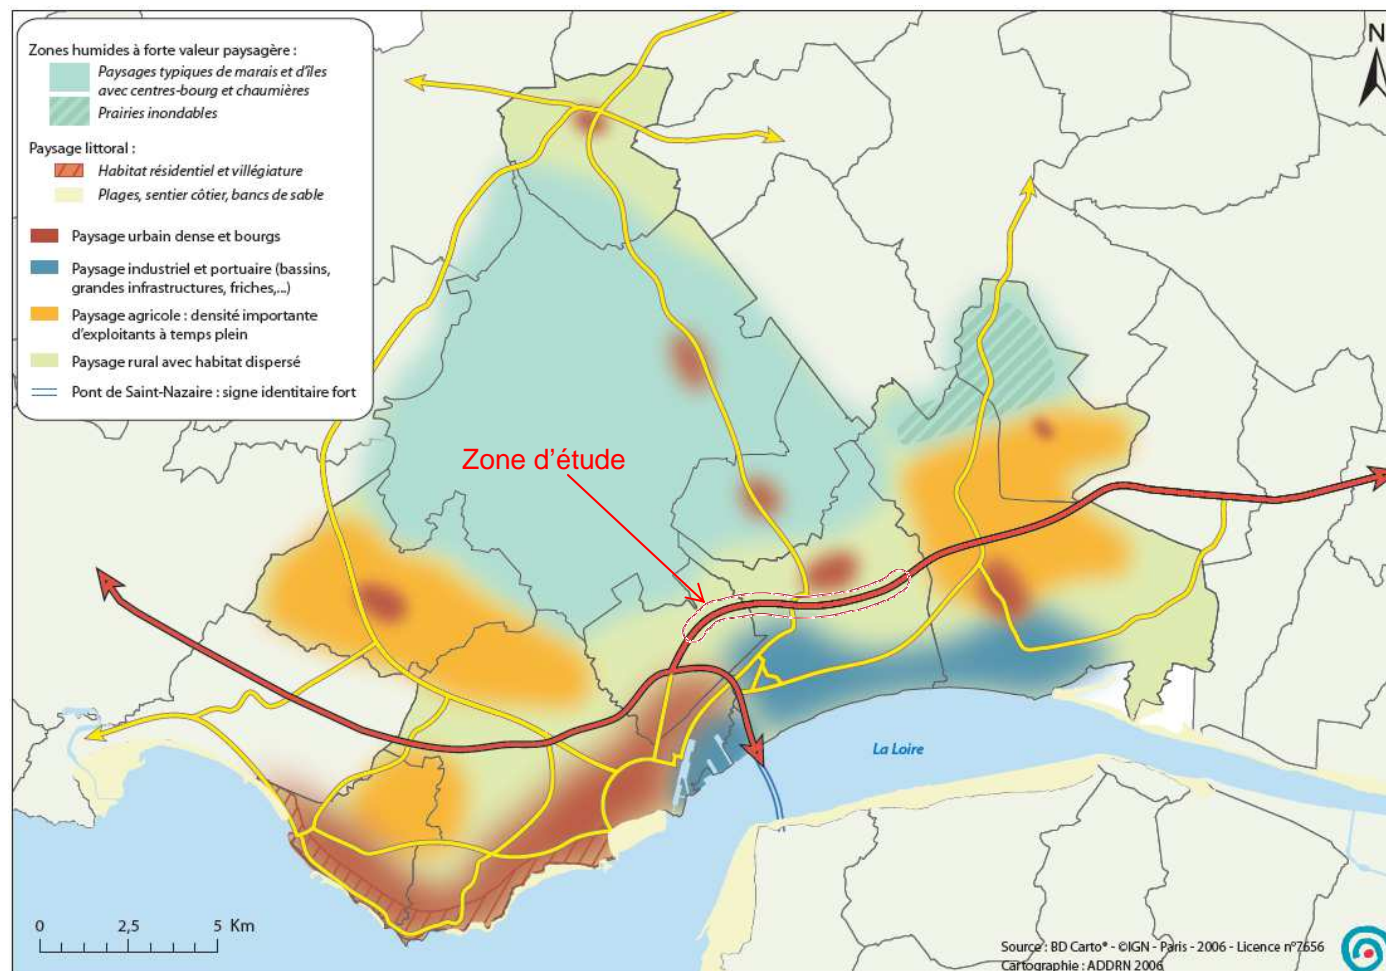 Zones humides à forte valeur paysagère :
Paysages typiques de marais et d'îles
avec centres-bourg et chaumières
Prairies inondables
Paysage littoral :
Habitat résidentiel et villégiature
Plages, sentier côtier, bancs de sable
Paysage urbain dense et bourgs
Paysage industriel et portuaire (bassins,
grandes infrastructures, friches,...)
Paysage agricole : densité importante
d'exploitants à temps plein
Paysage rural avec habitat dispersé
Pont de Saint-Nazaire : signe identitaire fort
N
Zone d'étude
La Loire
0 2,5 5 Km
Source : BD Carto® - ©IGN - Paris - 2006 - Licence n°7656
Cartographie : ADDRN 2006